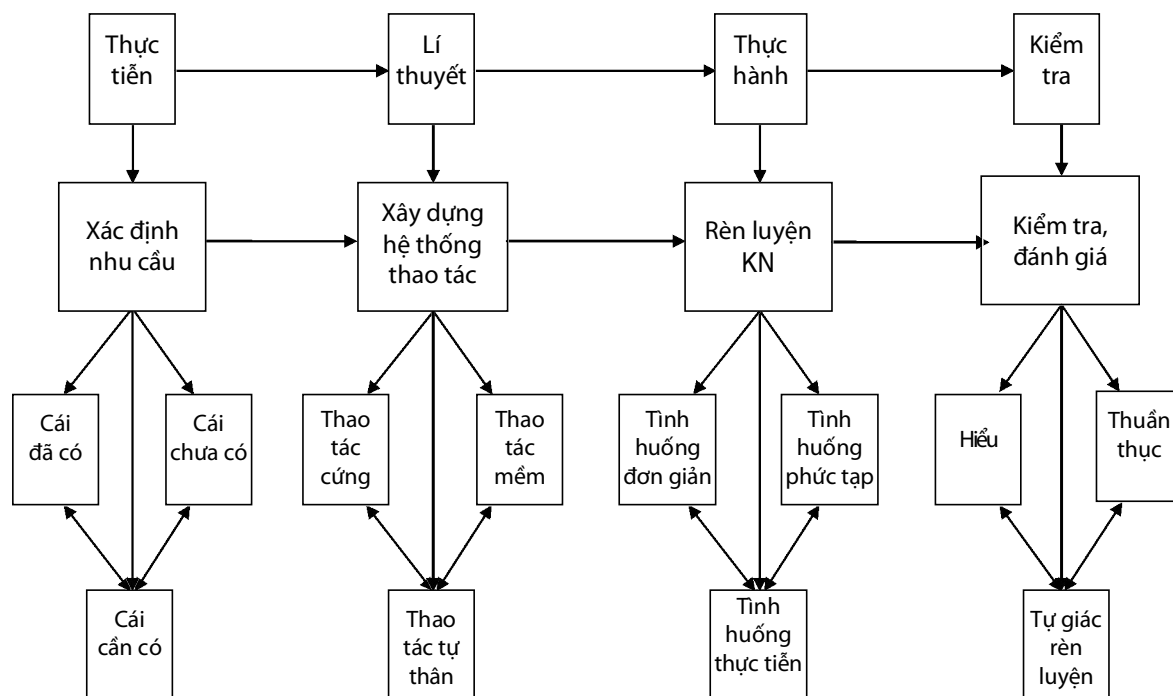 Thực
tiễn
Lí
thuyết
Thực
hành
Kiểm
tra
Xác định
nhu cầu
Xây dựng
hệ thống
thao tác
Rèn luyện
KN
Kiểm tra,
đánh giá
Cái
đã có
Cái
chưa có
Thao
tác
cứng
Thao
tác
mềm
Tình
huống
đơn giản
Tình
huống
phức tạp
Hiểu
Thuần
thục
Cái
cần có
Thao
tác tự
thân
Tình
huống
thực tiễn
Tự giác
rèn
luyện